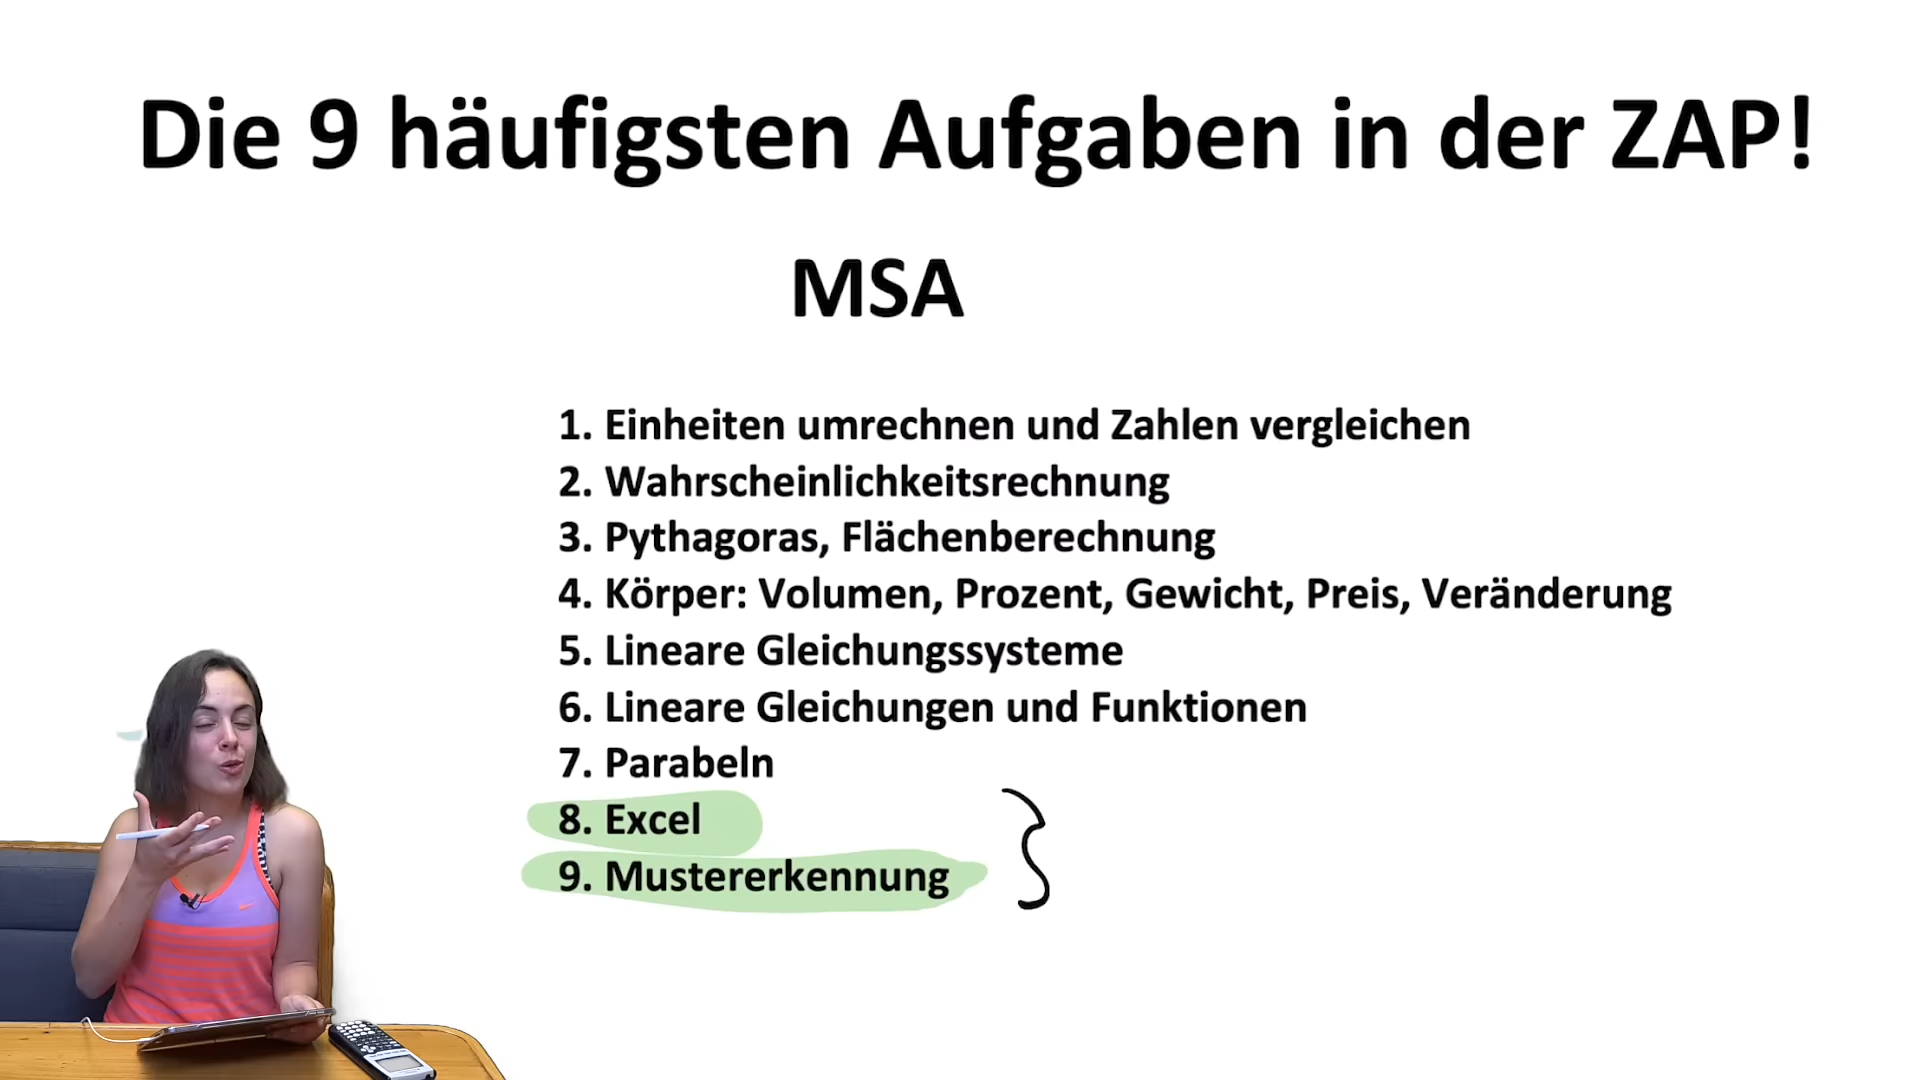 Die 9 häufigsten Aufgaben in der ZAP!
MSA
1. Einheiten umrechnen und Zahlen vergleichen
2. Wahrscheinlichkeitsrechnung
3. Pythagoras, Flächenberechnung
4. Körper: Volumen, Prozent, Gewicht, Preis, Veränderung
5. Lineare Gleichungssysteme
6. Lineare Gleichungen und Funktionen
7. Parabeln
8. Excel
9. Mustererkennung